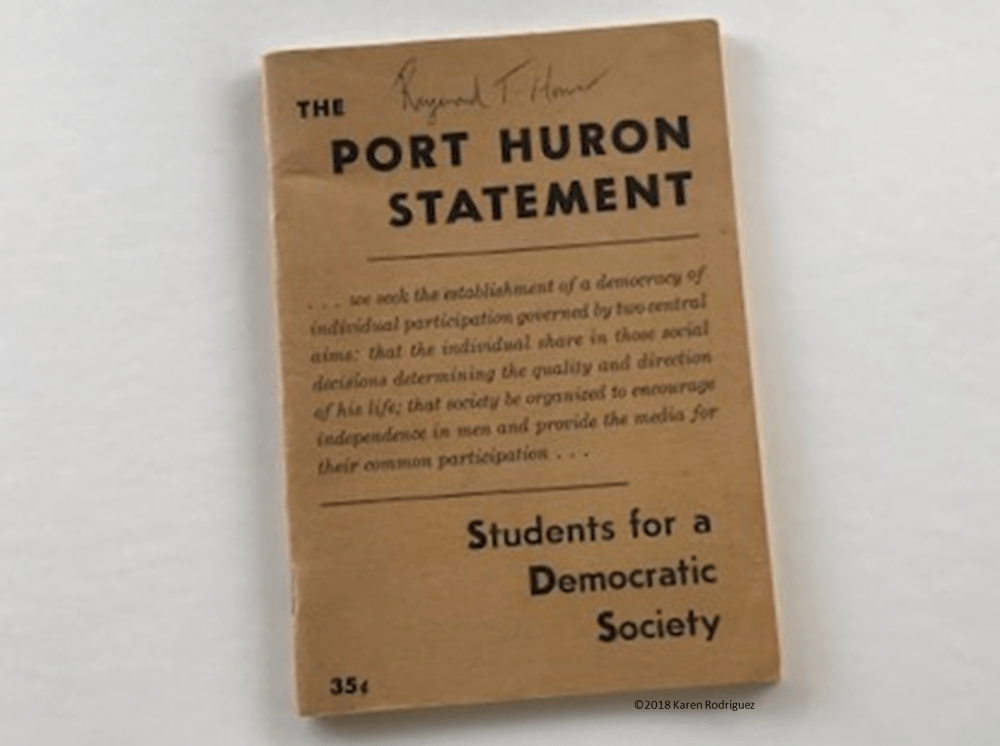 Raymond T.
THE
PORT HURON
STATEMENT
. . . we seek the establishment of a democracy of
individual participation governed by two central
aims: that the individual share in those social
decisions determining the quality and direction
of his life; that society be organized to encourage
independence in men and provide the media for
their common participation . . .
Students for a
Democratic
Society
35¢
©2018 Karen Rodriguez